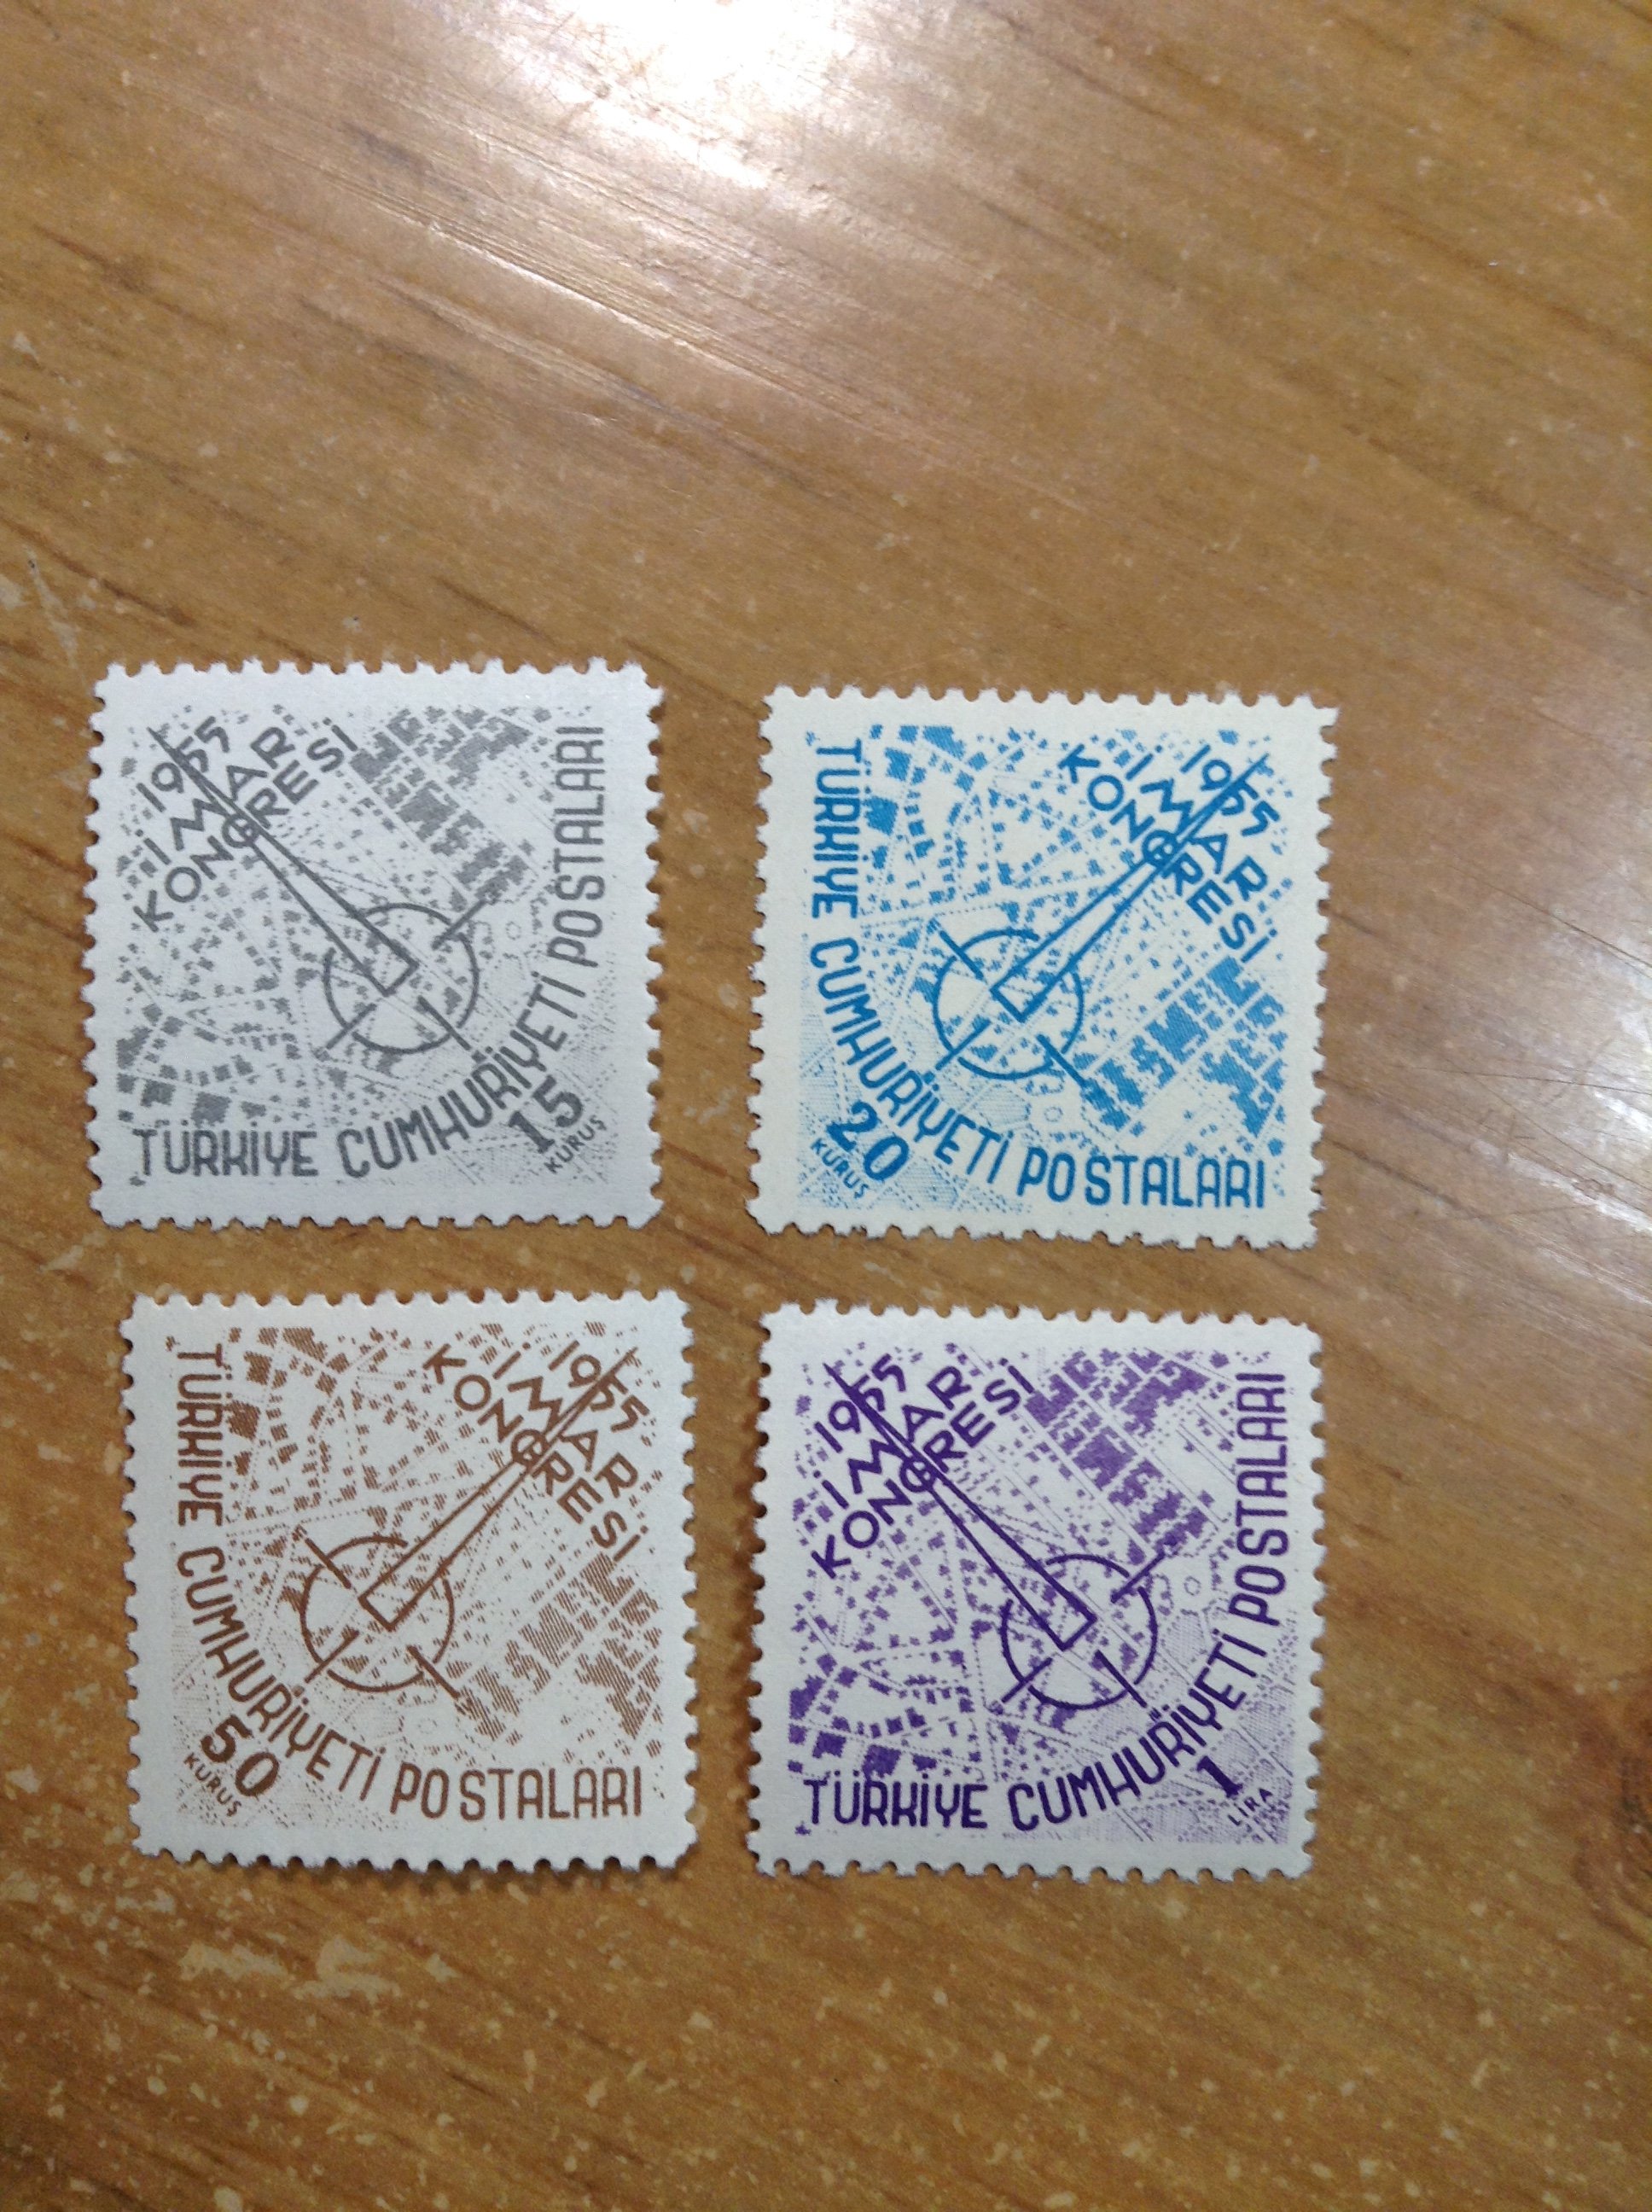 1955
İMAR
KONGRESİ
TÜRKİYE CUMHURİYETİ POSTALARI
15
KURUŞ
1955
İMAR
KONGRESİ
TÜRKİYE CUMHURİYETİ POSTALARI
20
KURUŞ
1955
İMAR
KONGRESİ
TÜRKİYE CUMHURİYETİ POSTALARI
50
KURUŞ
1955
İMAR
KONGRESİ
TÜRKİYE CUMHURİYETİ POSTALARI
1
LİRA